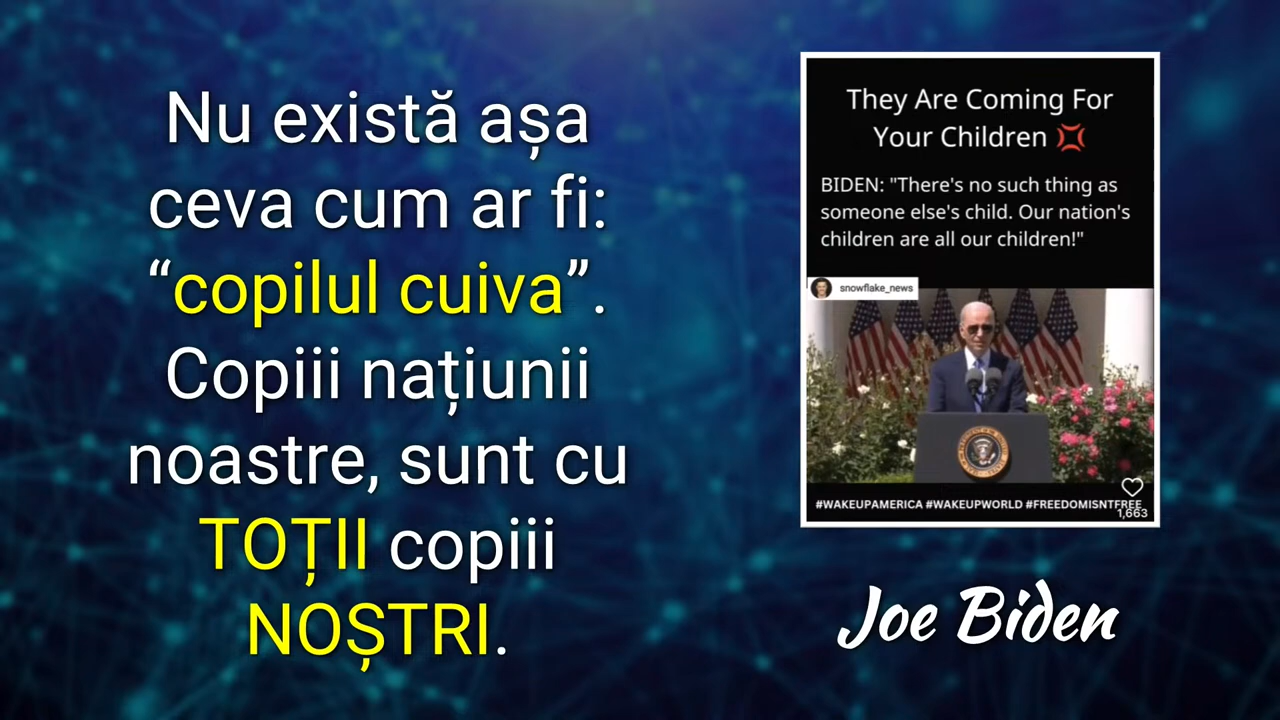 Nu există așa
ceva cum ar fi:
“copilul cuiva”.
Copiii națiunii
noastre, sunt cu
TOȚII copiii
NOȘTRI.
They Are Coming For
Your Children 💢
BIDEN: "There's no such thing as
someone else's child. Our nation's
children are all our children!"
snowflake_news
#WAKEUPAMERICA #WAKEUPWORLD #FREEDOMISNTFREE
1,663
Joe Biden